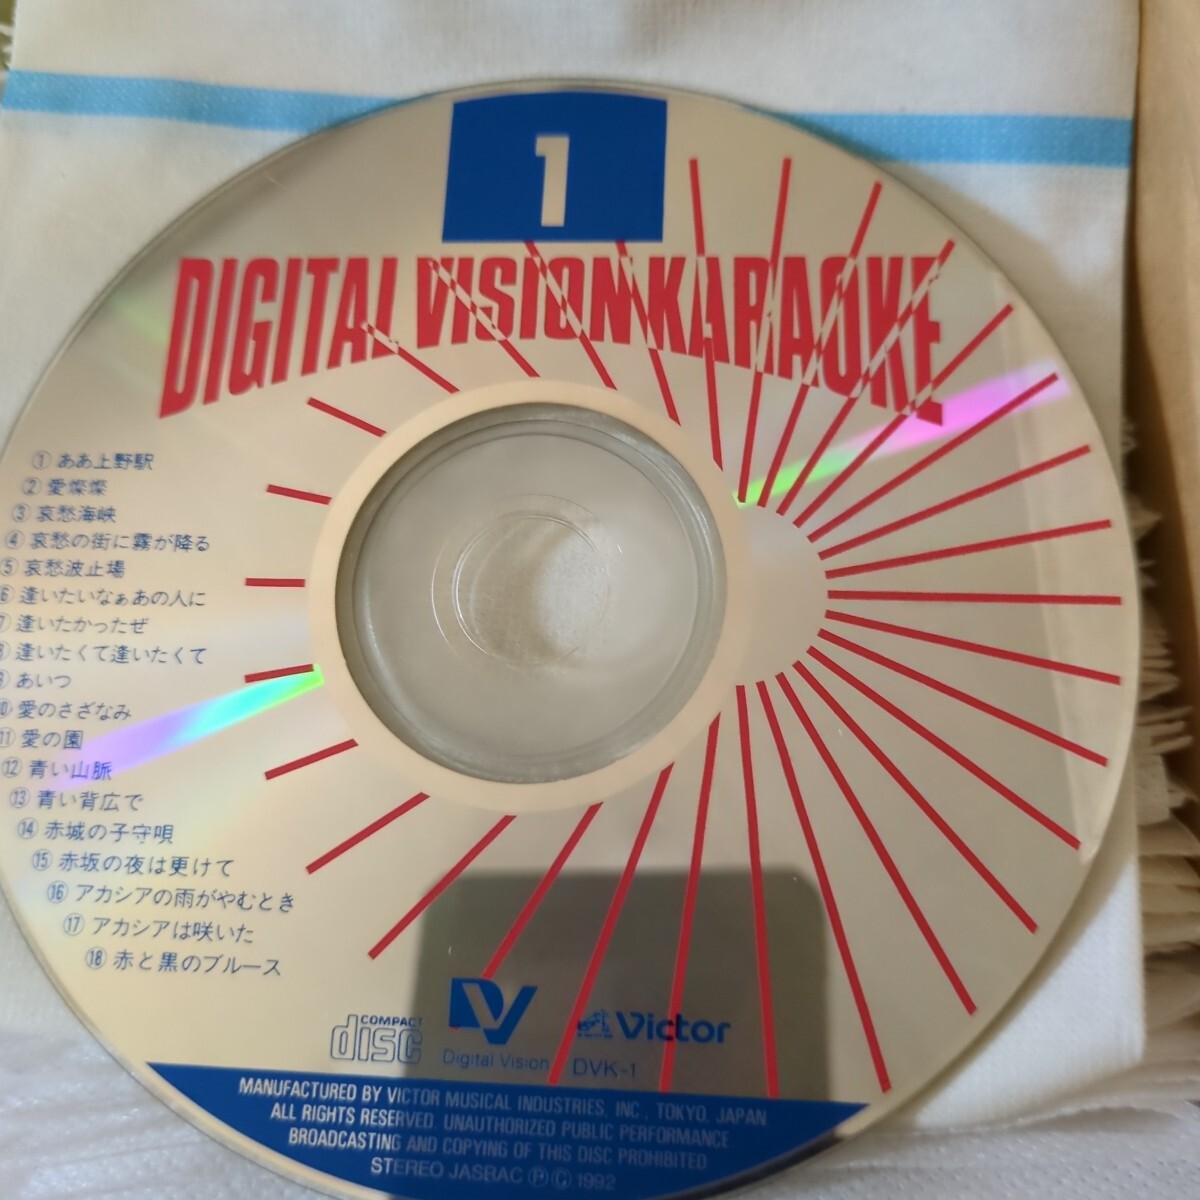 1
DIGITAL VISION KARAOKE
① ああ上野駅
② 愛燦燦
③ 哀愁海峡
④ 哀愁の街に霧が降る
⑤ 哀愁波止場
⑥ 逢いたいなぁあの人に
⑦ 逢いたかったぜ
⑧ 逢いたくて逢いたくて
⑨ あいつ
⑩ 愛のさざなみ
⑪ 愛の園
⑫ 青い山脈
⑬ 青い背広で
⑭ 赤城の子守唄
⑮ 赤坂の夜は更けて
⑯ アカシアの雨がやむとき
⑰ アカシアは咲いた
⑱ 赤と黒のブルース
COMPACT disc
DV
Digital Vision
Victor
DVK-1
MANUFACTURED BY VICTOR MUSICAL INDUSTRIES, INC., TOKYO, JAPAN
ALL RIGHTS RESERVED. UNAUTHORIZED PUBLIC PERFORMANCE
BROADCASTING AND COPYING OF THIS DISC PROHIBITED
STEREO JASRAC Ⓟ Ⓒ 1992